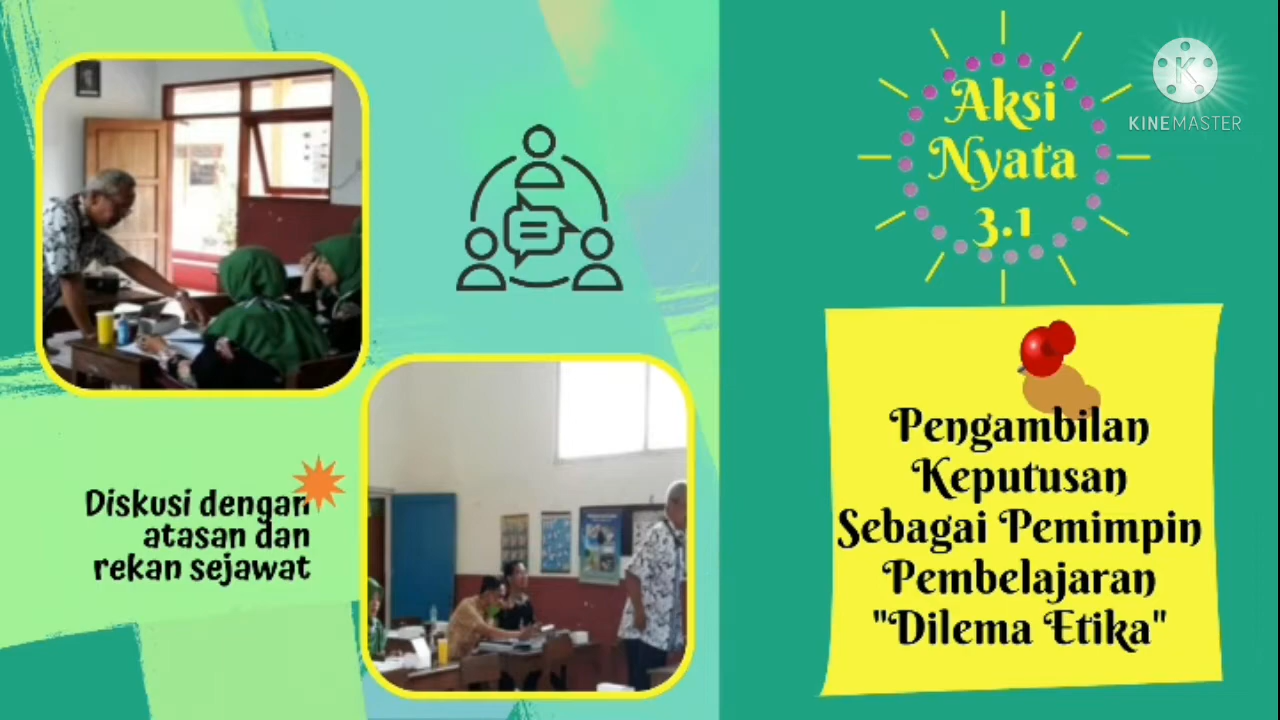 Diskusi dengan
atasan dan
rekan sejawat
Aksi
Nyata
3.1
KINEMASTER
Pengambilan
Keputusan
Sebagai Pemimpin
Pembelajaran
"Dilema Etika"